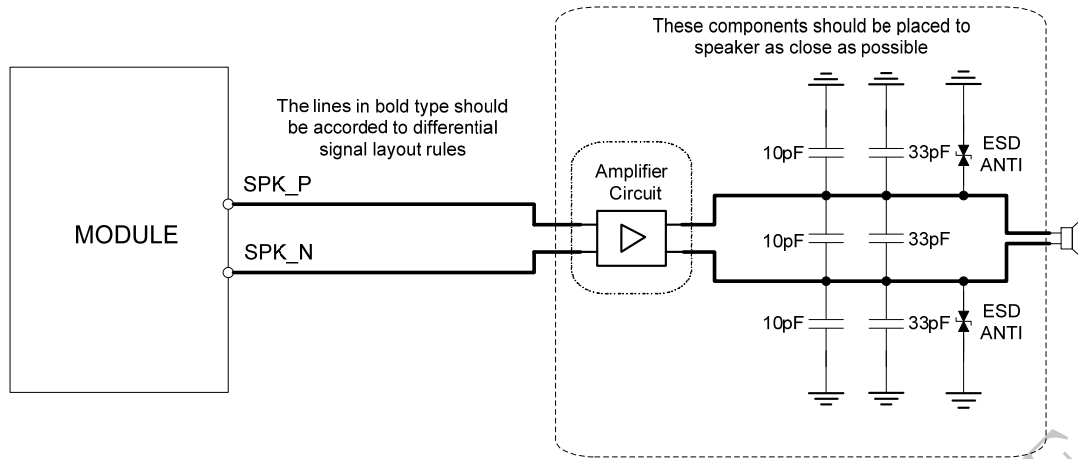 These components should be placed to
speaker as close as possible
The lines in bold type should
be accorded to differential
signal layout rules
10pF
33pF
ESD
ANTI
Amplifier
Circuit
SPK_P
MODULE
10pF
33pF
SPK_N
10pF
33pF
ESD
ANTI